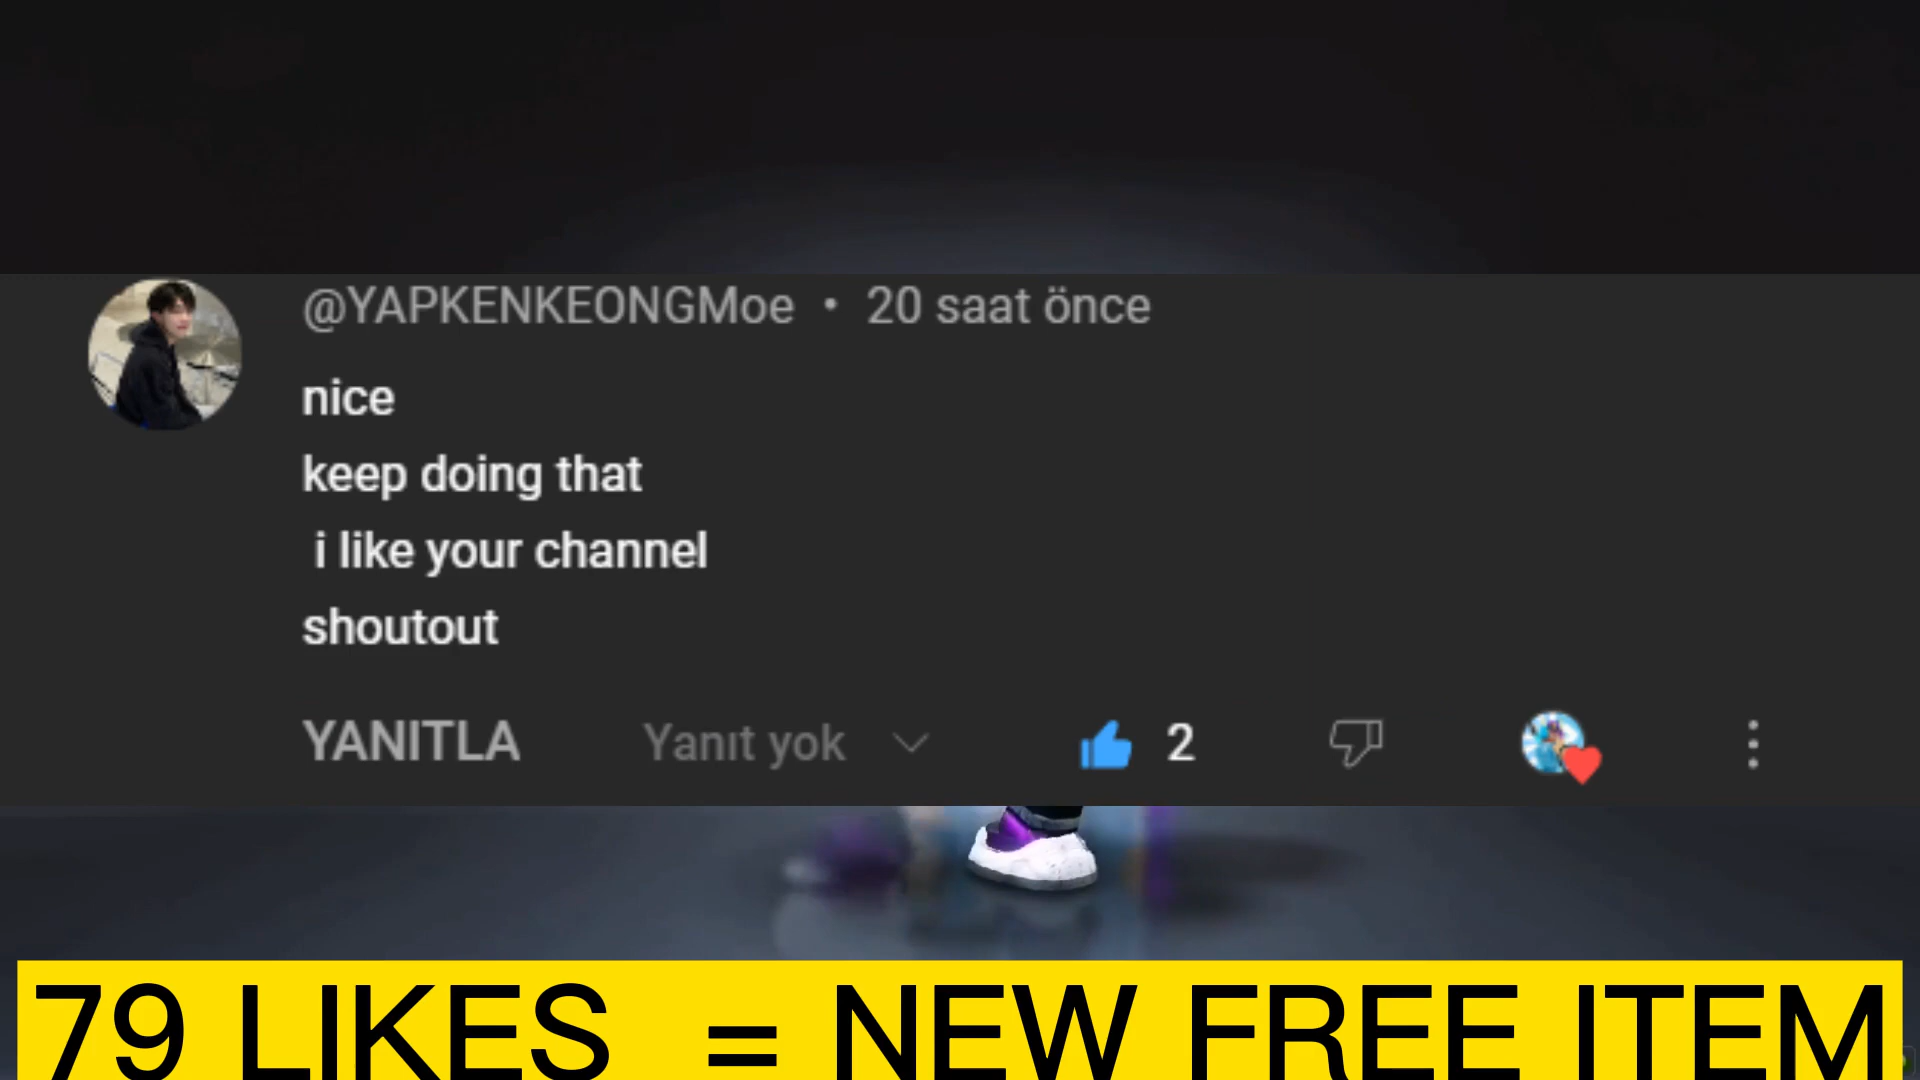 @YAPKENKEONGMoe • 20 saat önce
nice
keep doing that
i like your channel
shoutout
YANITLA Yanıt yok 2
79 LIKES = NEW FREE ITEM